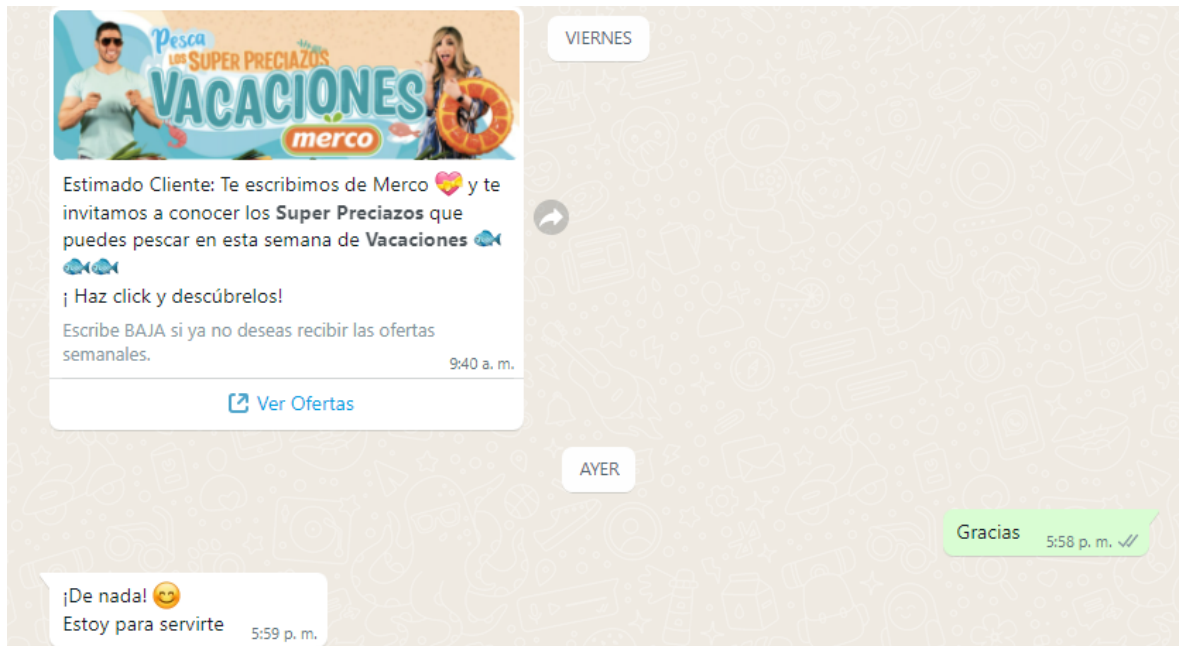 VIERNES
Pesca
LOS SUPER PRECIAZOS
VACACIONES
merco
Estimado Cliente: Te escribimos de Merco 💝 y te
invitamos a conocer los Super Preciazos que
puedes pescar en esta semana de Vacaciones 🐟
🐟🐟
¡ Haz click y descúbrelos!
Escribe BAJA si ya no deseas recibir las ofertas
semanales.
9:40 a. m.
Ver Ofertas
AYER
Gracias 5:58 p. m.
¡De nada! 😊
Estoy para servirte 5:59 p. m.